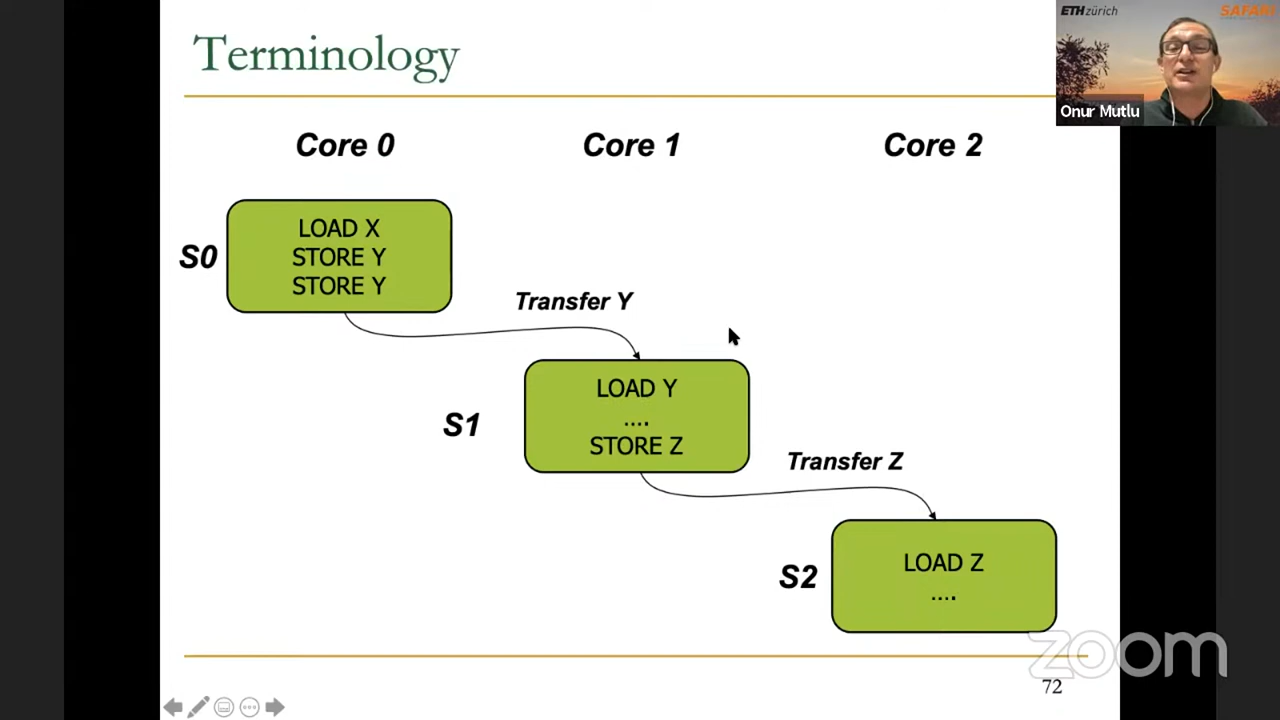 Terminology
ETH zürich
SAFARI
Onur Mutlu
Core 0
Core 1
Core 2
S0
LOAD X
STORE Y
STORE Y
Transfer Y
S1
LOAD Y
....
STORE Z
Transfer Z
S2
LOAD Z
....
zoom
72